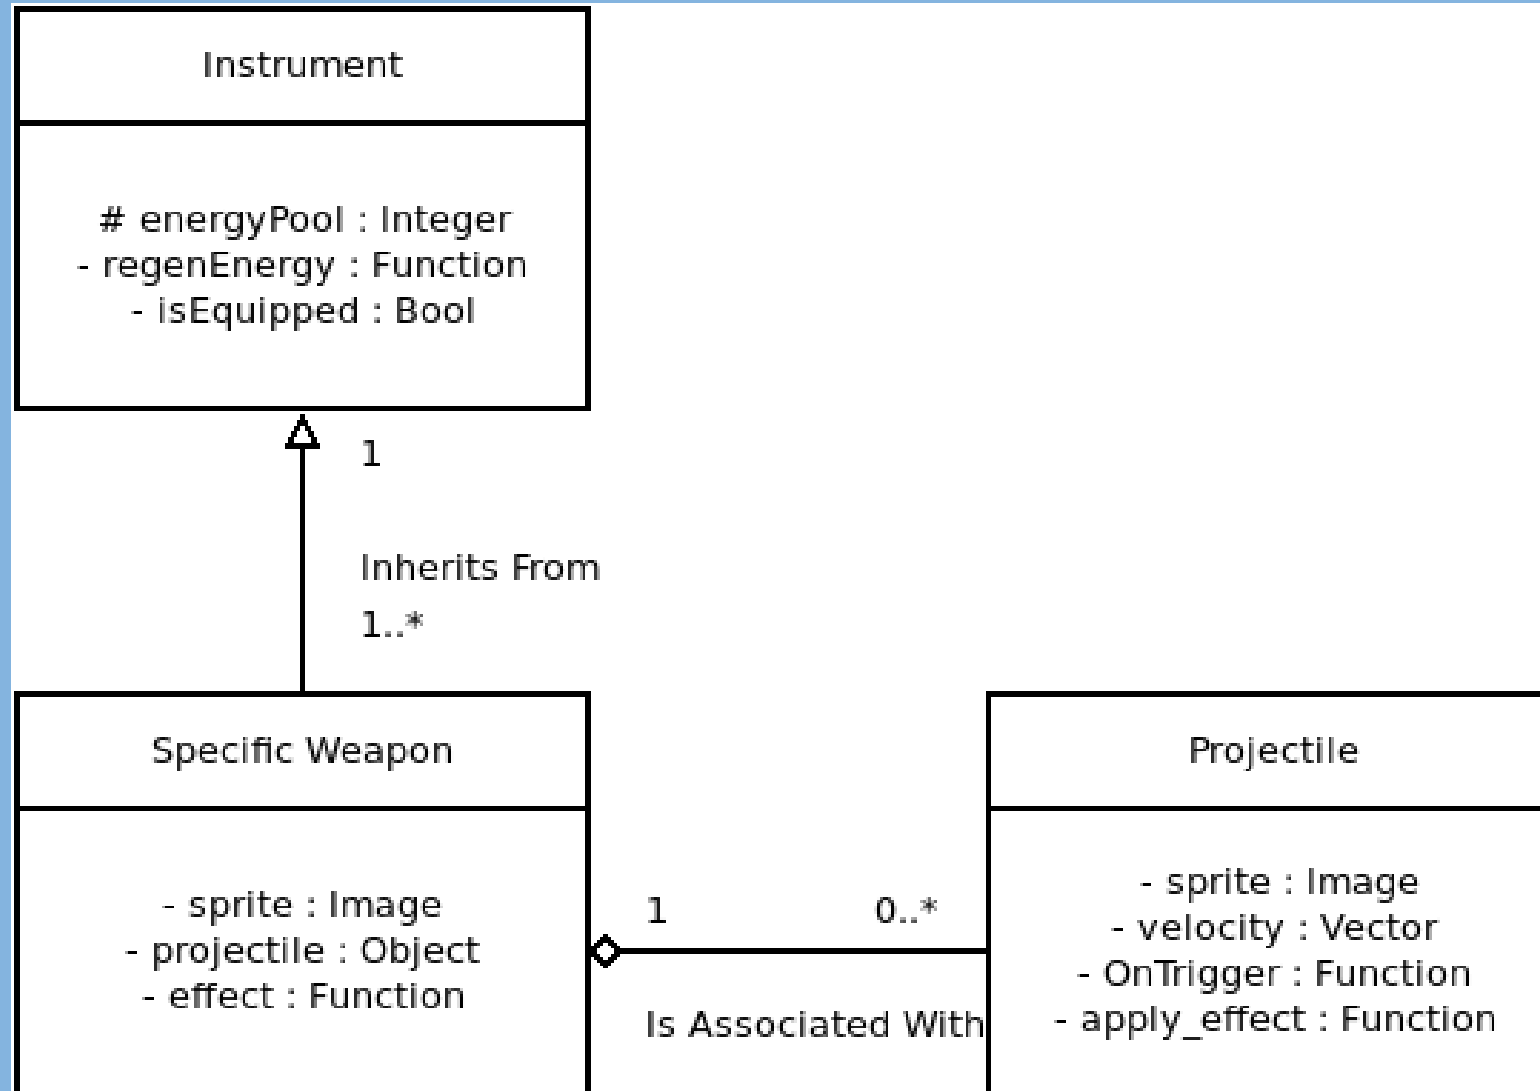 Instrument
# energyPool : Integer
- regenEnergy : Function
- isEquipped : Bool
1
Inherits From
1..*
Specific Weapon
- sprite : Image
- projectile : Object
- effect : Function
1
0..*
Is Associated With
Projectile
- sprite : Image
- velocity : Vector
- OnTrigger : Function
- apply_effect : Function